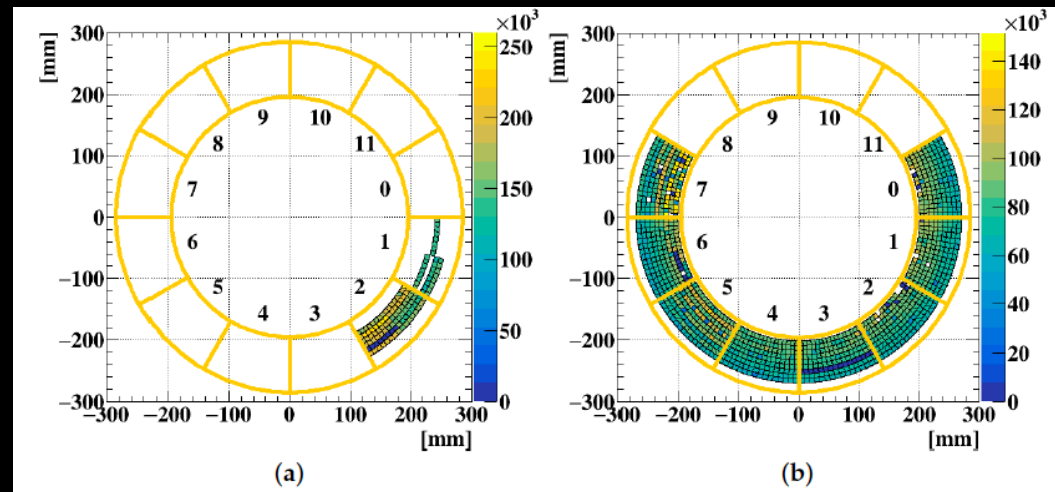 ×10³ ×10³
[mm] 300 260 [mm] 300
9 10 250 9 10 140
200 200
8 11 200 8 11 120
100 100 100
7 0 150 7 0 80
0 0
6 1 100 6 1 60
−100 −100
5 2 5 2 40
−200 4 3 50 −200 4 3 20
−300 0 −300 0
−300 −200 −100 0 100 200 300 −300 −200 −100 0 100 200 300
[mm] [mm]
(a) (b)